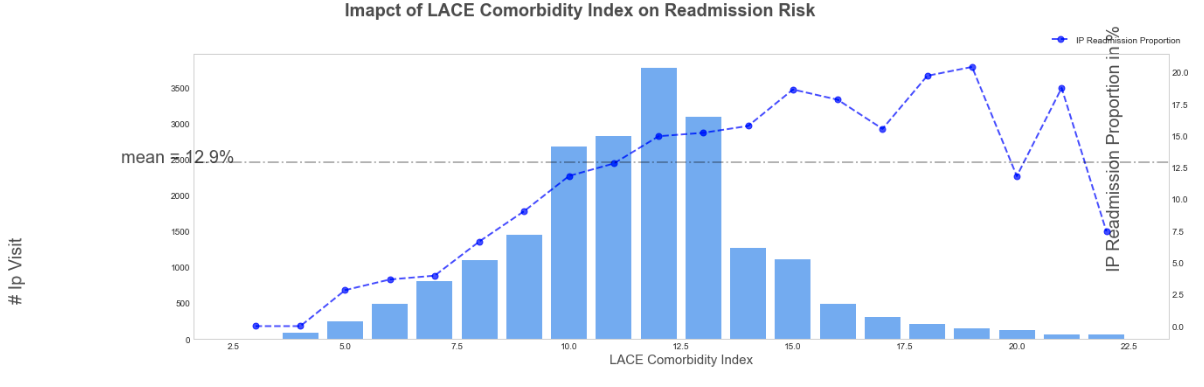 Imapct of LACE Comorbidity Index on Readmission Risk
IP Readmission Proportion
3500
3000
2500
2000
1500
1000
500
0
mean = 12.9%
# Ip Visit
20.0
17.5
15.0
12.5
10.0
7.5
5.0
2.5
0.0
IP Readmission Proportion in %
2.5 5.0 7.5 10.0 12.5 15.0 17.5 20.0 22.5
LACE Comorbidity Index